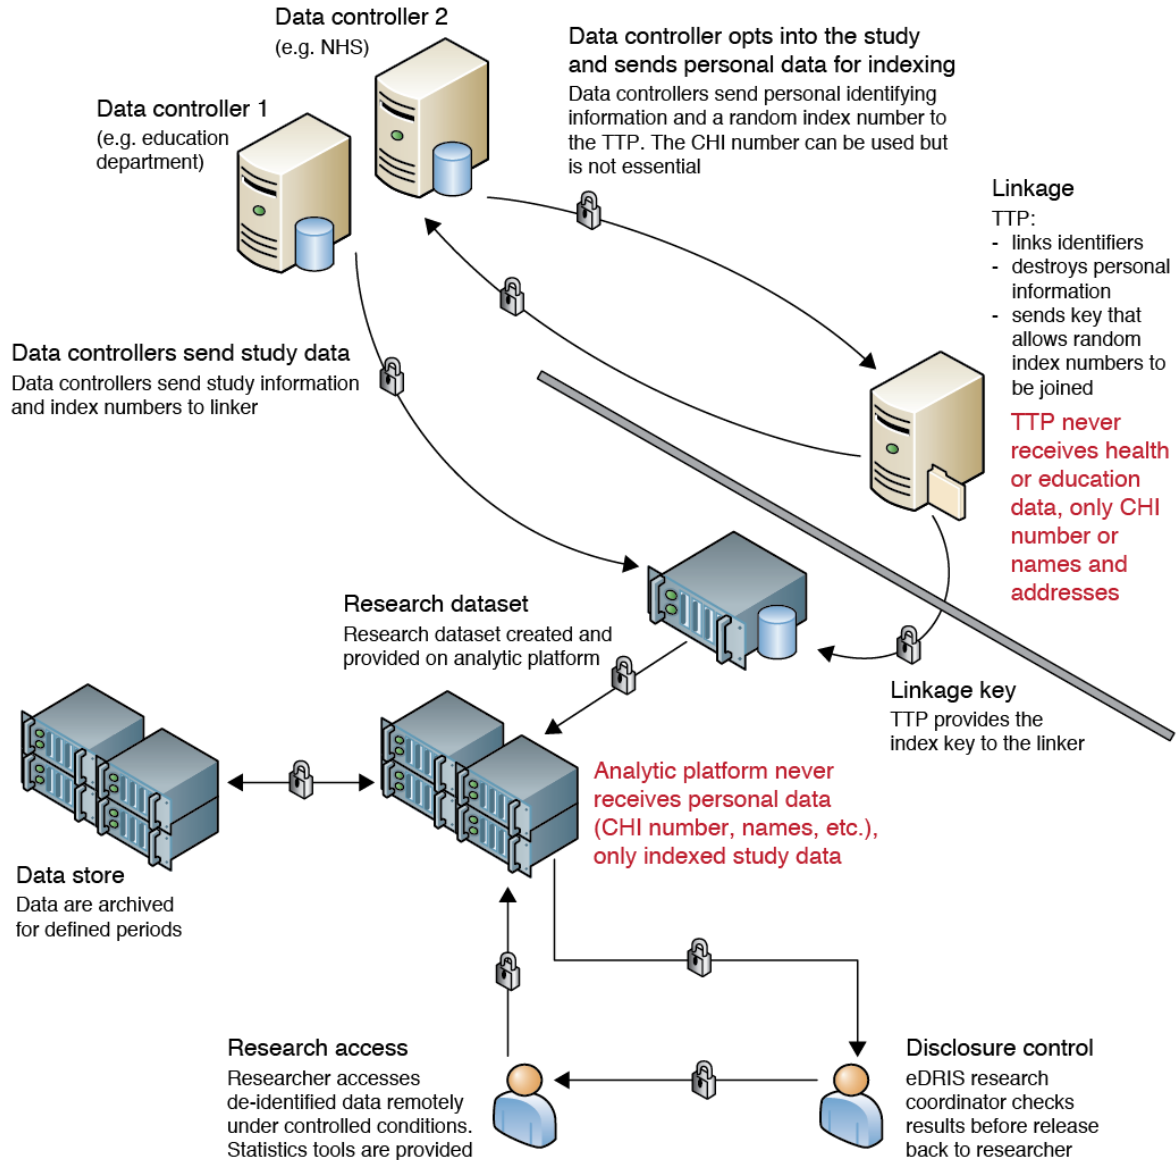 Data controller 2
(e.g. NHS)
Data controller 1
(e.g. education
department)
Data controller opts into the study
and sends personal data for indexing
Data controllers send personal identifying
information and a random index number to
the TTP. The CHI number can be used but
is not essential
Linkage
TTP:
- links identifiers
- destroys personal
information
- sends key that
allows random
index numbers to
be joined
TTP never
receives health
or education
data, only CHI
number or
names and
addresses
Data controllers send study data
Data controllers send study information
and index numbers to linker
Research dataset
Research dataset created and
provided on analytic platform
Linkage key
TTP provides the
index key to the linker
Analytic platform never
receives personal data
(CHI number, names, etc.),
only indexed study data
Data store
Data are archived
for defined periods
Research access
Researcher accesses
de-identified data remotely
under controlled conditions.
Statistics tools are provided
Disclosure control
eDRIS research
coordinator checks
results before release
back to researcher